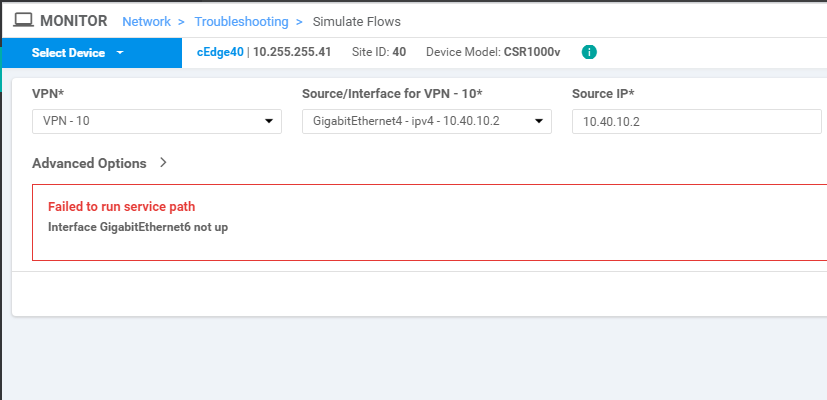 MONITOR Network > Troubleshooting > Simulate Flows
Select Device cEdge40 | 10.255.255.41 Site ID: 40 Device Model: CSR1000v i
VPN* Source/Interface for VPN - 10* Source IP*
VPN - 10 GigabitEthernet4 - ipv4 - 10.40.10.2 10.40.10.2
Advanced Options >
Failed to run service path
Interface GigabitEthernet6 not up